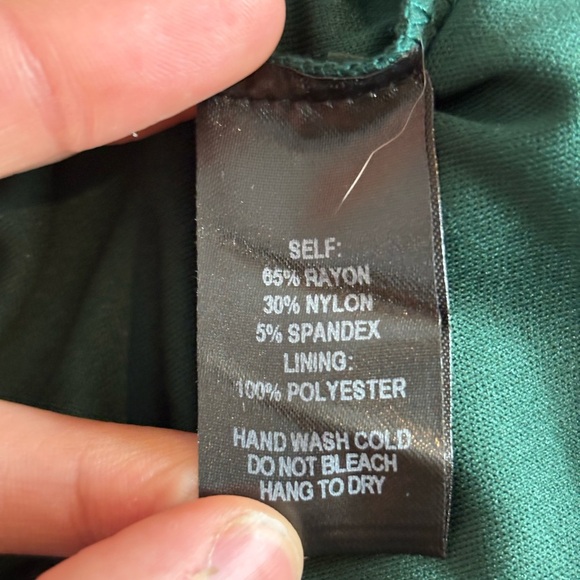 SELF:
65% RAYON
30% NYLON
5% SPANDEX
LINING:
100% POLYESTER
HAND WASH COLD
DO NOT BLEACH
HANG TO DRY